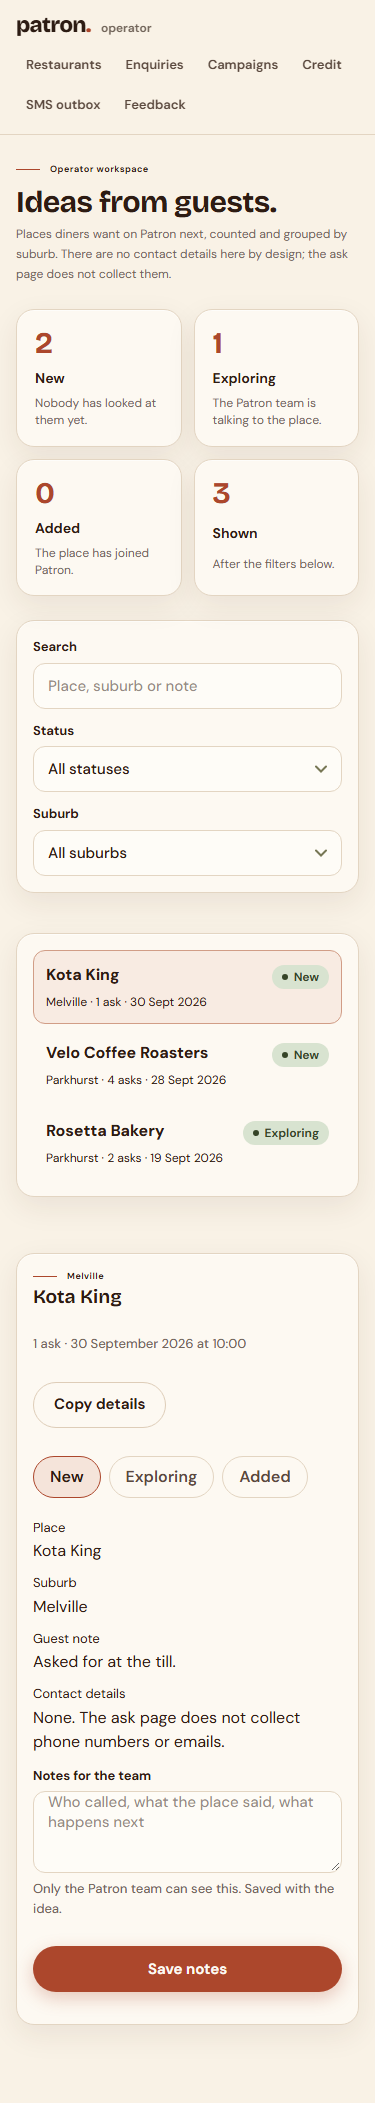 patron. operator
Restaurants Enquiries Campaigns Credit
SMS outbox Feedback
Operator workspace
Ideas from guests.
Places diners want on Patron next, counted and grouped by
suburb. There are no contact details here by design; the ask
page does not collect them.
2
New
Nobody has looked at
them yet.
1
Exploring
The Patron team is
talking to the place.
0
Added
The place has joined
Patron.
3
Shown
After the filters below.
Search
Place, suburb or note
Status
All statuses
Suburb
All suburbs
Kota King
New
Melville · 1 ask · 30 Sept 2026
Velo Coffee Roasters
New
Parkhurst · 4 asks · 28 Sept 2026
Rosetta Bakery
Exploring
Parkhurst · 2 asks · 19 Sept 2026
Melville
Kota King
1 ask · 30 September 2026 at 10:00
Copy details
New Exploring Added
Place
Kota King
Suburb
Melville
Guest note
Asked for at the till.
Contact details
None. The ask page does not collect
phone numbers or emails.
Notes for the team
Who called, what the place said, what
happens next
Only the Patron team can see this. Saved with the
idea.
Save notes